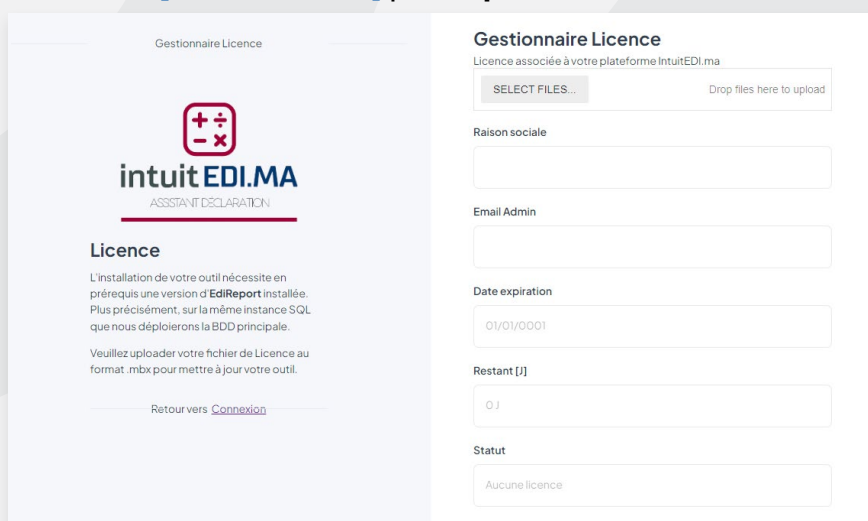 Gestionnaire Licence
intuit EDI.MA
ASSISTANT DECLARATION
Licence
L'installation de votre outil nécessite en
prérequis une version d'EdiReport installée.
Plus précisément, sur la même instance SQL
que nous déploierons la BDD principale.
Veuillez uploader votre fichier de Licence au
format .mbx pour mettre à jour votre outil.
Retour vers Connexion
Gestionnaire Licence
Licence associée à votre plateforme IntuitEDI.ma
SELECT FILES... Drop files here to upload
Raison sociale
Email Admin
Date expiration
01/01/0001
Restant [J]
0 J
Statut
Aucune licence